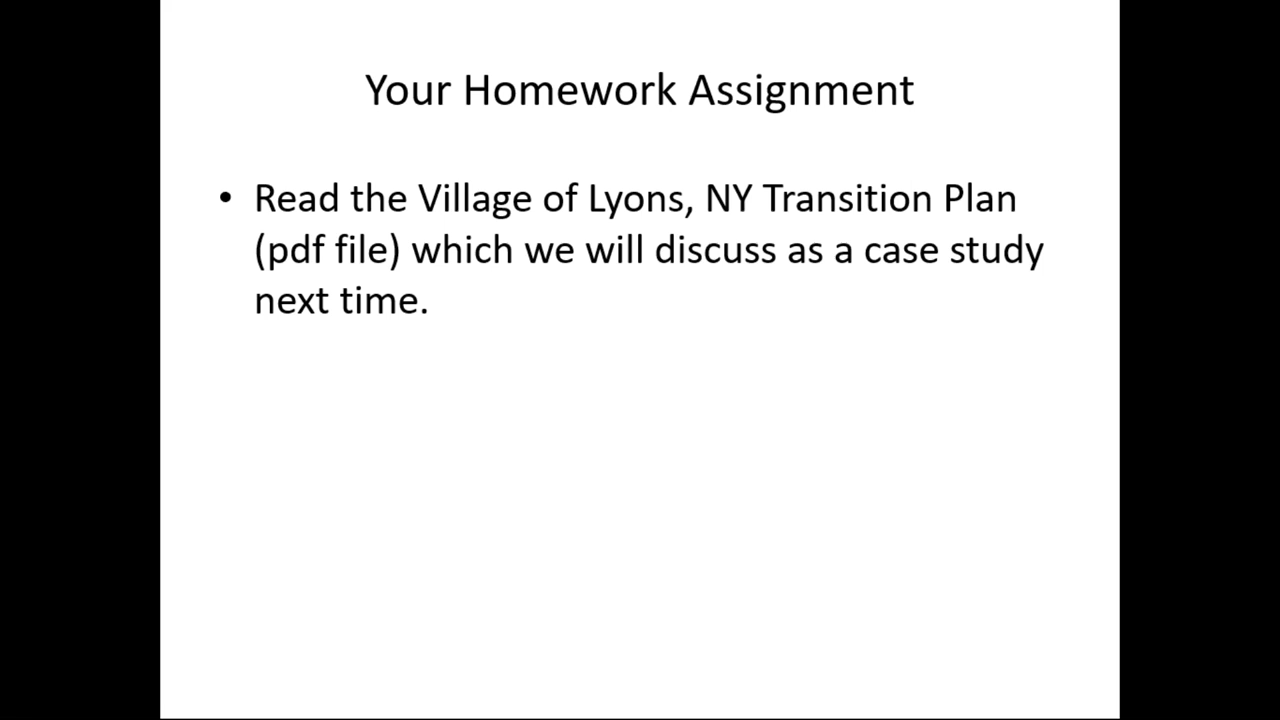 Your Homework Assignment
• Read the Village of Lyons, NY Transition Plan
(pdf file) which we will discuss as a case study
next time.